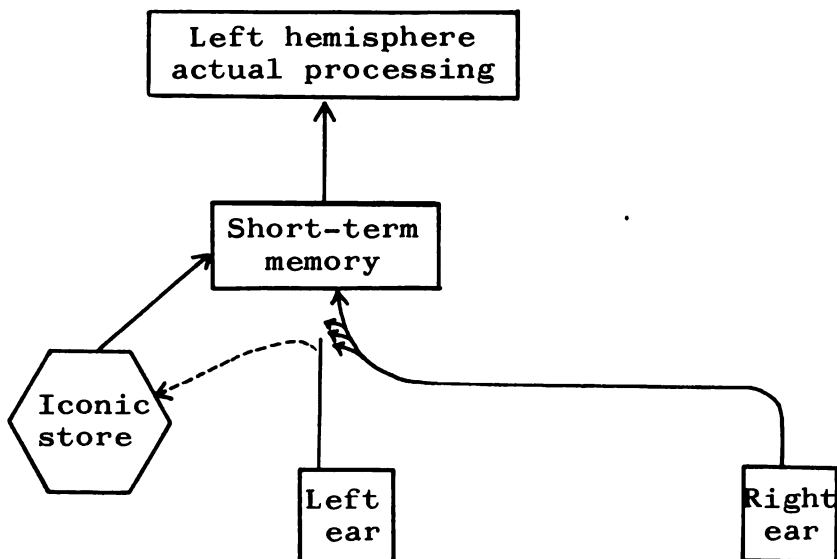 Left hemisphere
actual processing
Short-term
memory
Iconic
store
Left
ear
Right
ear